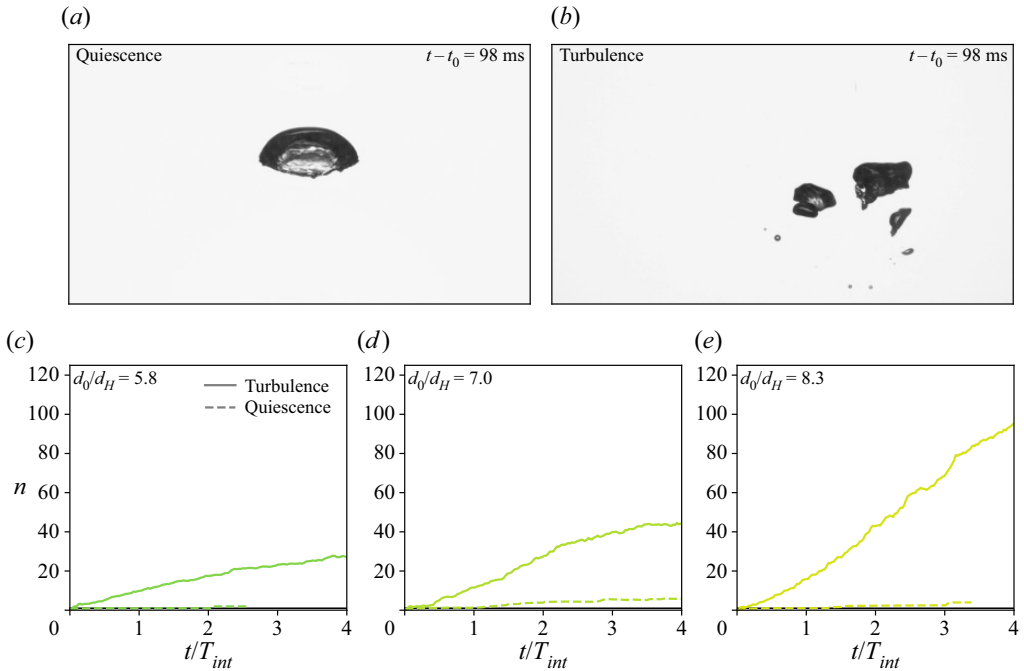 (a)
(b)
Quiescence
t – t0 = 98 ms
Turbulence
t – t0 = 98 ms
(c)
(d)
(e)
d0/dH = 5.8
d0/dH = 7.0
d0/dH = 8.3
Turbulence
Quiescence
n
120
100
80
60
40
20
0
1
2
3
4
t/Tint
120
100
80
60
40
20
0
1
2
3
4
t/Tint
120
100
80
60
40
20
0
1
2
3
4
t/Tint